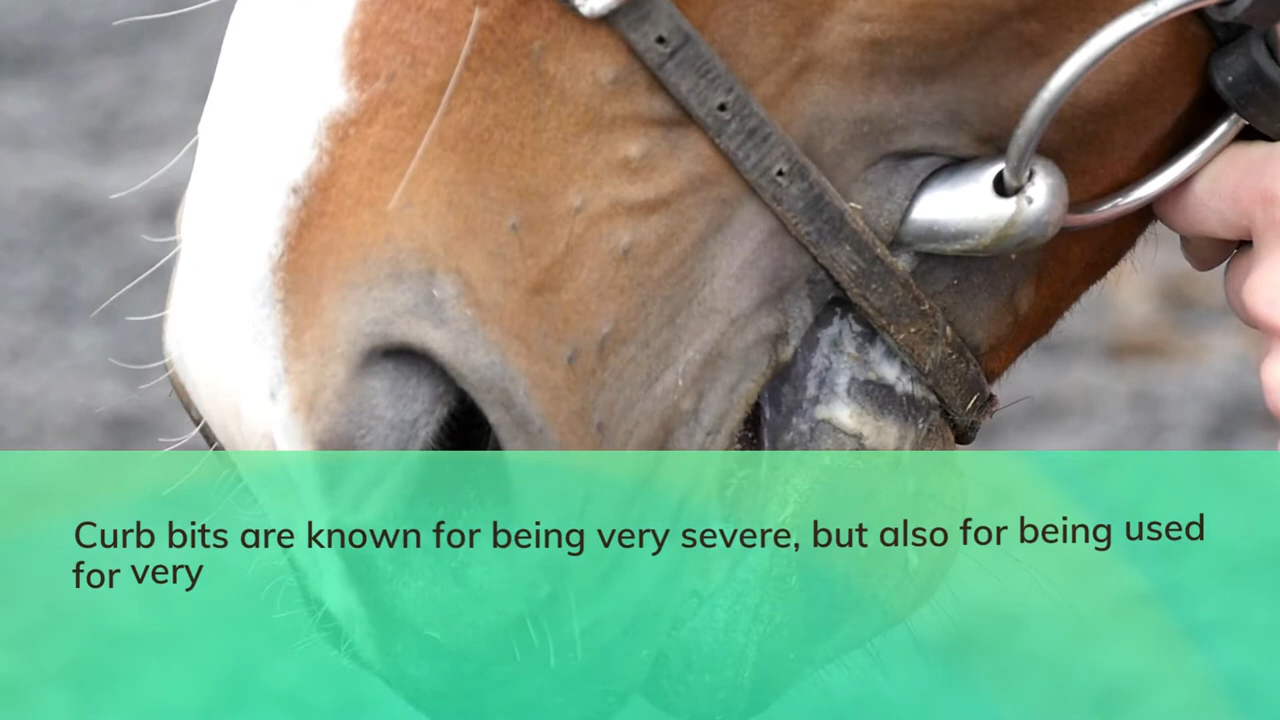 Curb bits are known for being very severe, but also for being used
for very